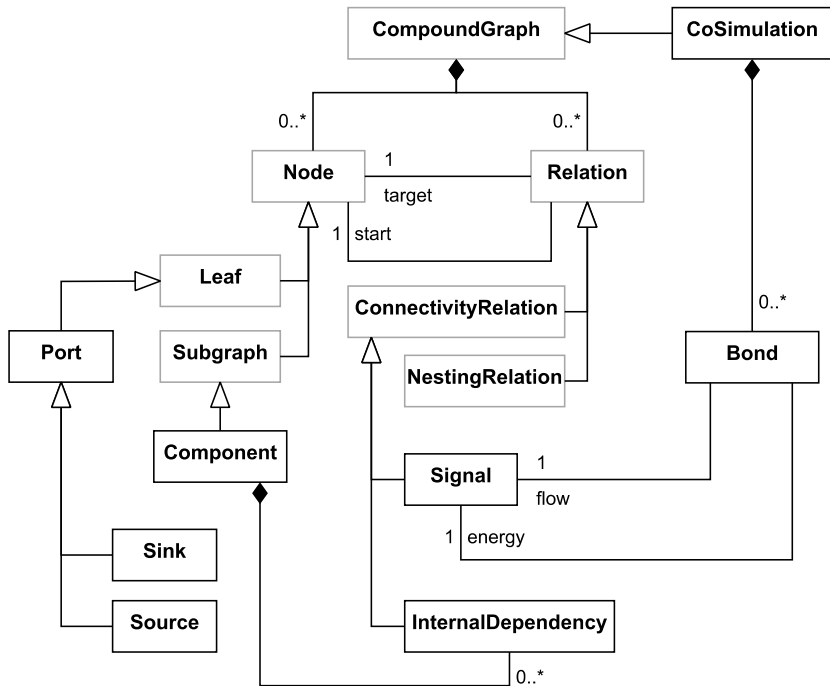 CompoundGraph
CoSimulation
0..*
0..*
Node
1
target
Relation
1 start
Leaf
ConnectivityRelation
0..*
Port
Subgraph
Bond
NestingRelation
Component
Signal
1
flow
1 energy
Sink
Source
InternalDependency
0..*